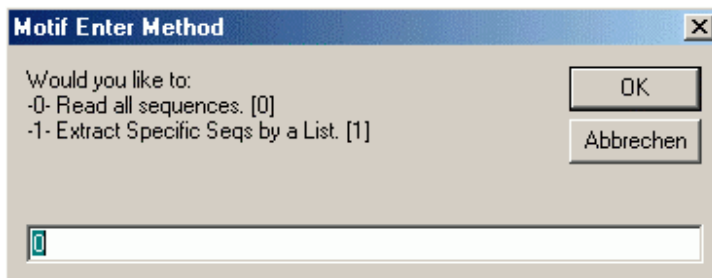 Motif Enter Method
Would you like to:
-0- Read all sequences. [0]
-1- Extract Specific Seqs by a List. [1]
OK
Abbrechen
0